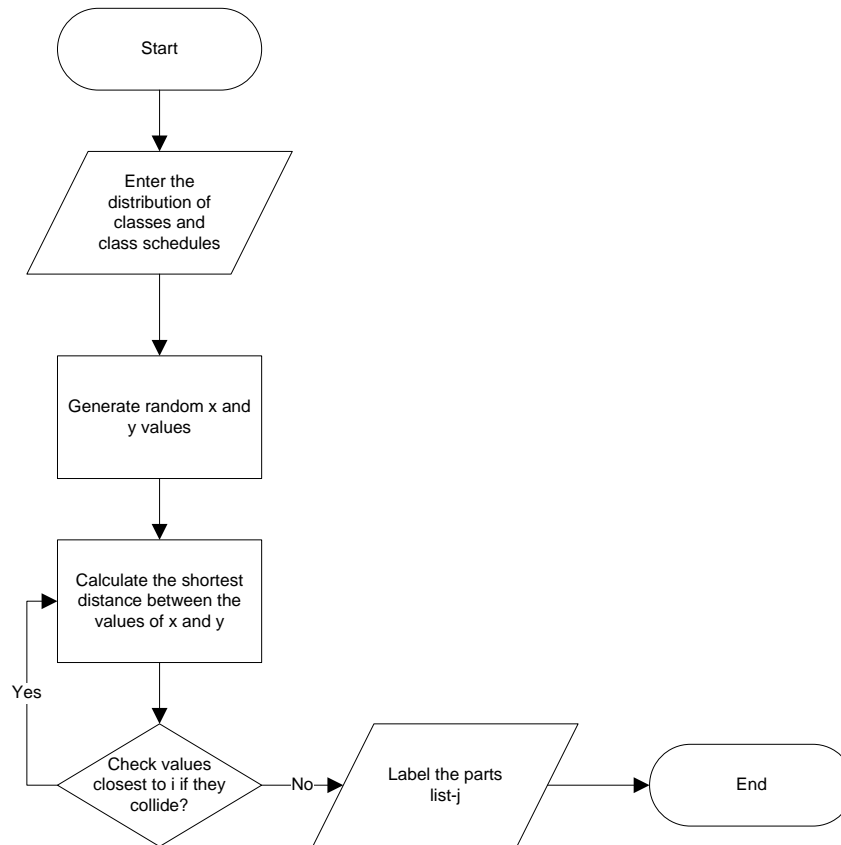 Start
Enter the
distribution of
classes and
class schedules
Generate random x and
y values
Calculate the shortest
distance between the
values of x and y
Yes
Check values
closest to i if they
collide?
No
Label the parts
list-j
End